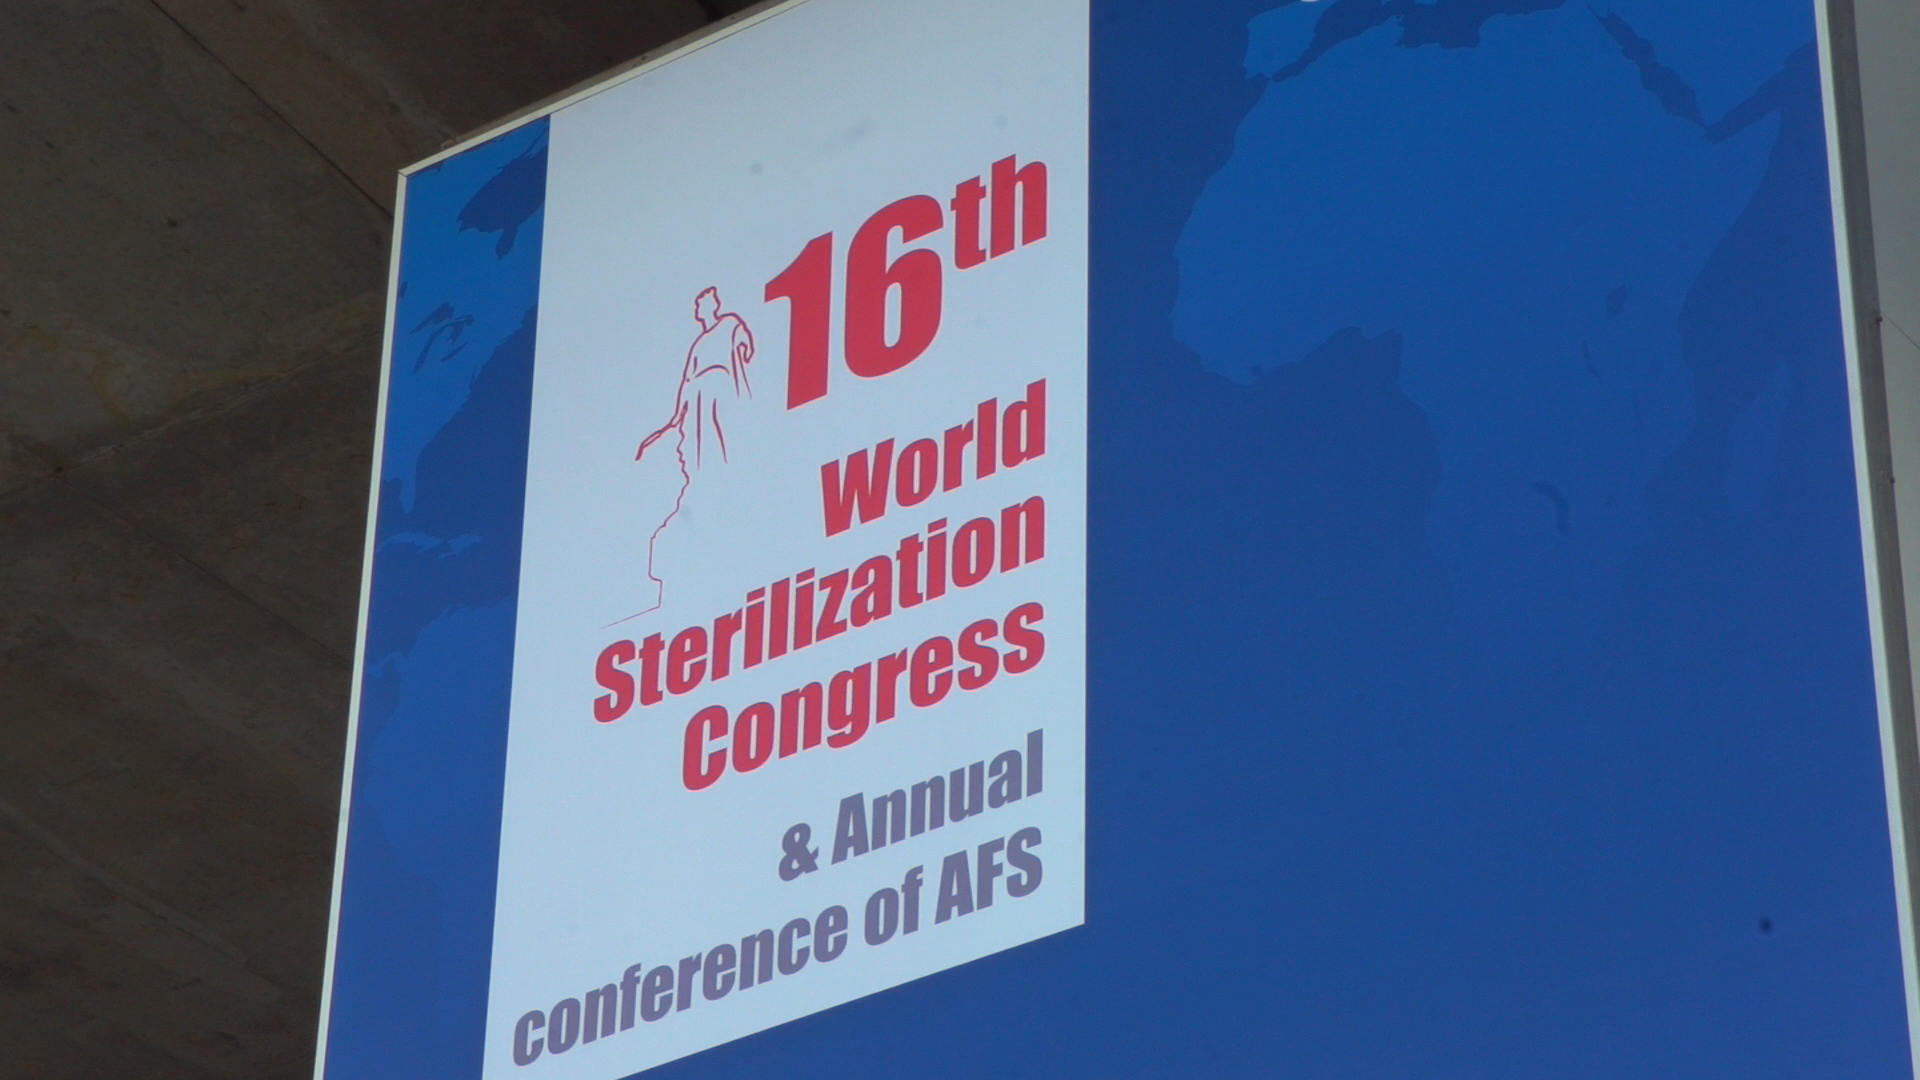 16th
World
Sterilization
Congress
& Annual
conference of AFS